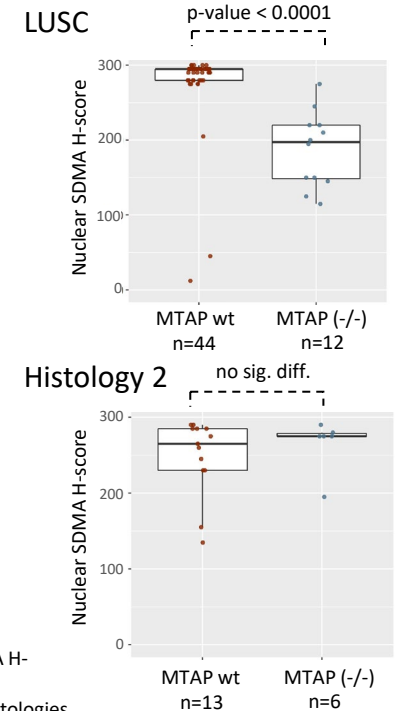 LUSC
p-value < 0.0001
Nuclear SDMA H-score
300
200
100)
0,
MTAP wt
n=44
MTAP (-/-)
n=12
Histology 2
no sig. diff.
Nuclear SDMA H-score
300
200
100
0
MTAP wt
n=13
MTAP (-/-)
n=6
A H-